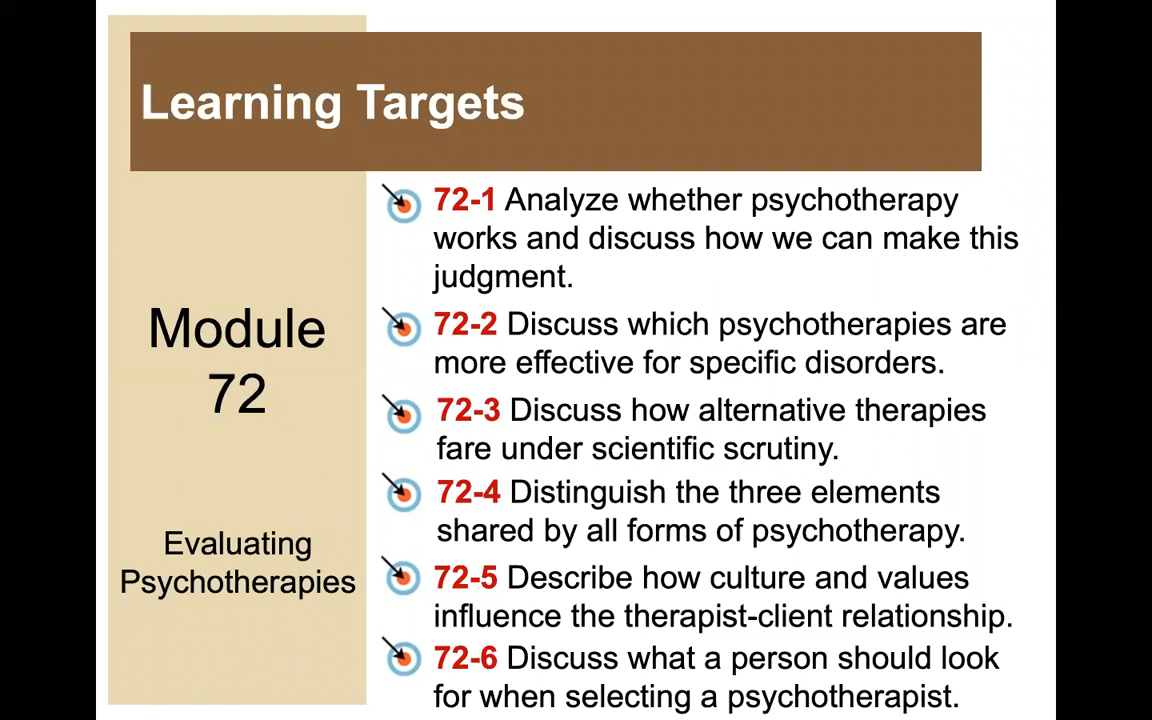 Learning Targets
Module
72
Evaluating
Psychotherapies
72-1 Analyze whether psychotherapy
works and discuss how we can make this
judgment.
72-2 Discuss which psychotherapies are
more effective for specific disorders.
72-3 Discuss how alternative therapies
fare under scientific scrutiny.
72-4 Distinguish the three elements
shared by all forms of psychotherapy.
72-5 Describe how culture and values
influence the therapist-client relationship.
72-6 Discuss what a person should look
for when selecting a psychotherapist.